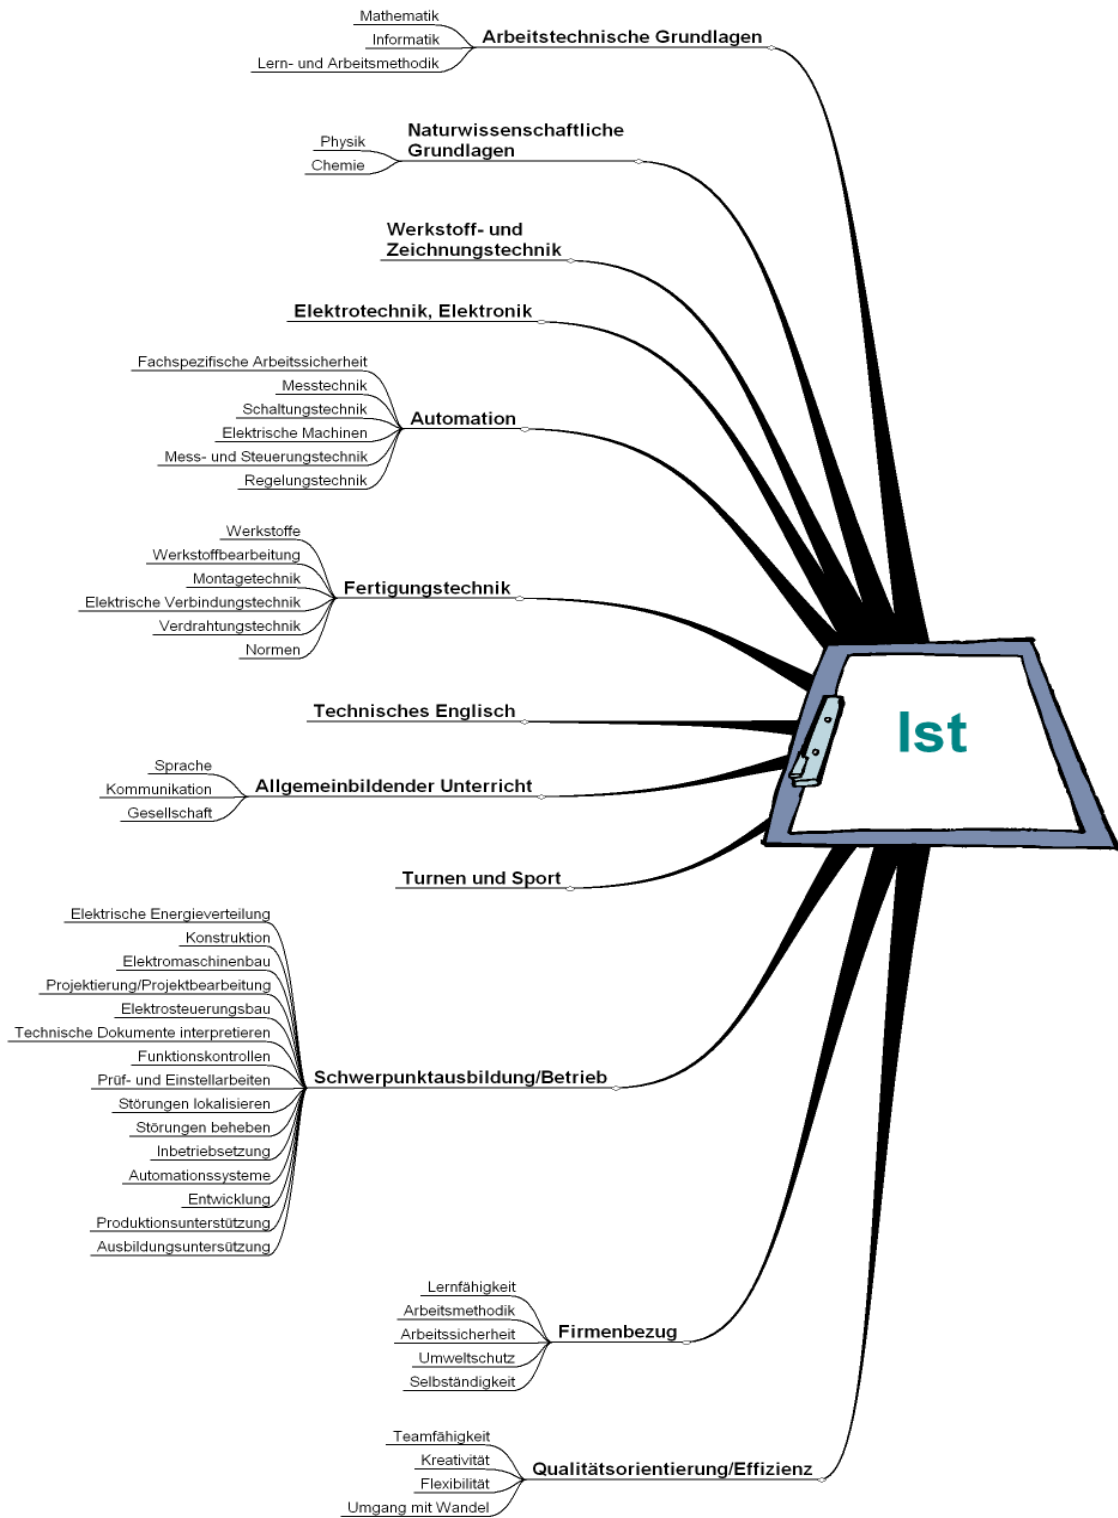 Mathematik
Informatik
Lern- und Arbeitsmethodik
Arbeitstechnische Grundlagen
Physik
Chemie
Naturwissenschaftliche
Grundlagen
Werkstoff- und
Zeichnungstechnik
Elektrotechnik, Elektronik
Fachspezifische Arbeitssicherheit
Messtechnik
Schaltungstechnik
Elektrische Machinen
Mess- und Steuerungstechnik
Regelungstechnik
Automation
Werkstoffe
Werkstoffbearbeitung
Montagetechnik
Elektrische Verbindungstechnik
Verdrahtungstechnik
Normen
Fertigungstechnik
Technisches Englisch
Sprache
Kommunikation
Gesellschaft
Allgemeinbildender Unterricht
Turnen und Sport
Elektrische Energieverteilung
Konstruktion
Elektromaschinenbau
Projektierung/Projektbearbeitung
Elektrosteuerungsbau
Technische Dokumente interpretieren
Funktionskontrollen
Prüf- und Einstellarbeiten
Störungen lokalisieren
Störungen beheben
Inbetriebsetzung
Automationssysteme
Entwicklung
Produktionsunterstützung
Ausbildungsuntersützung
Schwerpunktausbildung/Betrieb
Lernfähigkeit
Arbeitsmethodik
Arbeitssicherheit
Umweltschutz
Selbständigkeit
Firmenbezug
Teamfähigkeit
Kreativität
Flexibilität
Umgang mit Wandel
Qualitätsorientierung/Effizienz
Ist